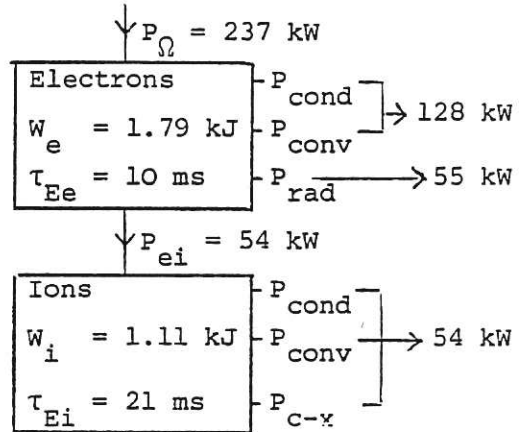 P_Ω = 237 kW
Electrons
P_cond
W_e = 1.79 kJ
P_conv
128 kW
τ_Ee = 10 ms
P_rad
55 kW
P_ei = 54 kW
Ions
P_cond
W_i = 1.11 kJ
P_conv
54 kW
τ_Ei = 21 ms
P_c-x